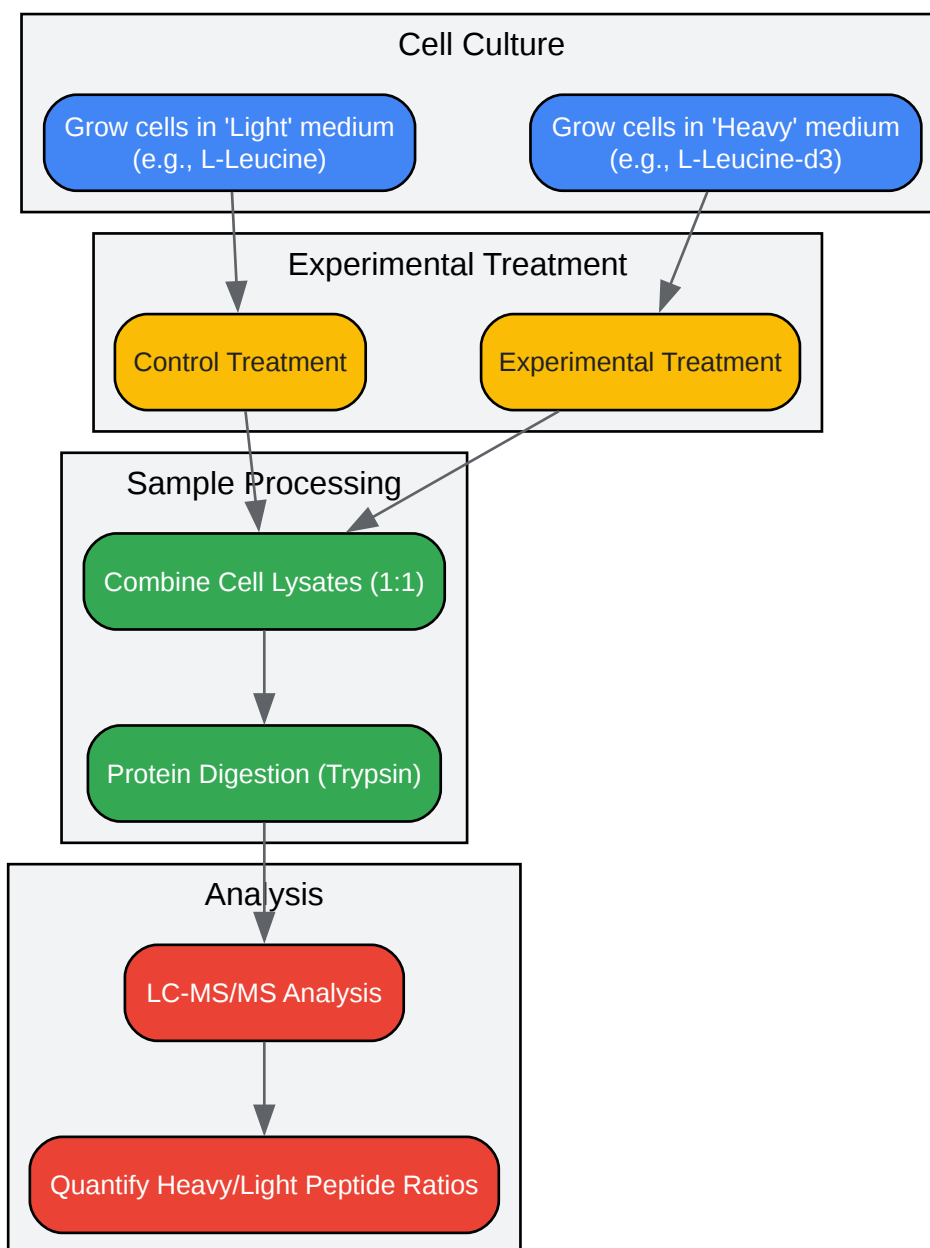 Cell Culture
Grow cells in 'Light' medium
(e.g., L-Leucine)
Grow cells in 'Heavy' medium
(e.g., L-Leucine-d3)
Experimental Treatment
Control Treatment
Experimental Treatment
Sample Processing
Combine Cell Lysates (1:1)
Protein Digestion (Trypsin)
Analysis
LC-MS/MS Analysis
Quantify Heavy/Light Peptide Ratios